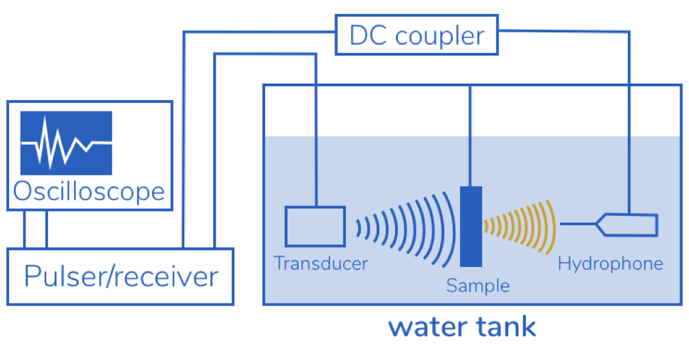 DC coupler
Oscilloscope
Pulser/receiver
Transducer
Sample
Hydrophone
water tank